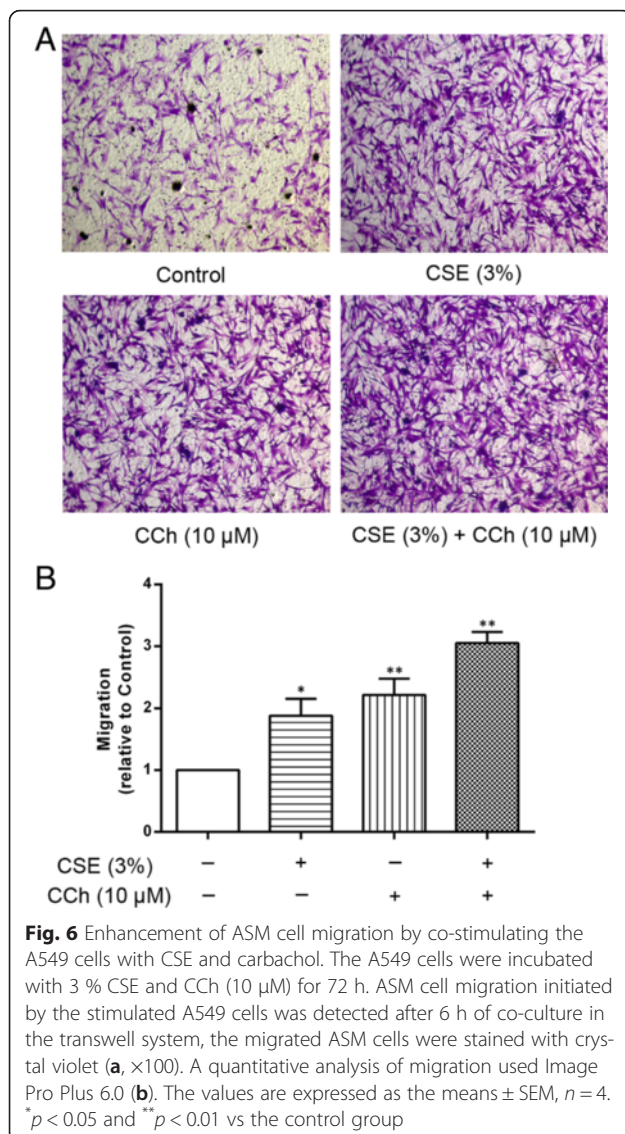 A
Control
CSE (3%)
CCh (10 μM)
CSE (3%) + CCh (10 μM)
B
4
3
2
1
0
Migration
(relative to Control)
*
**
**
CSE (3%) – + – +
CCh (10 μM) – – + +
Fig. 6 Enhancement of ASM cell migration by co-stimulating the
A549 cells with CSE and carbachol. The A549 cells were incubated
with 3 % CSE and CCh (10 μM) for 72 h. ASM cell migration initiated
by the stimulated A549 cells was detected after 6 h of co-culture in
the transwell system, the migrated ASM cells were stained with crys-
tal violet (a, ×100). A quantitative analysis of migration used Image
Pro Plus 6.0 (b). The values are expressed as the means ± SEM, n = 4.
*p < 0.05 and **p < 0.01 vs the control group